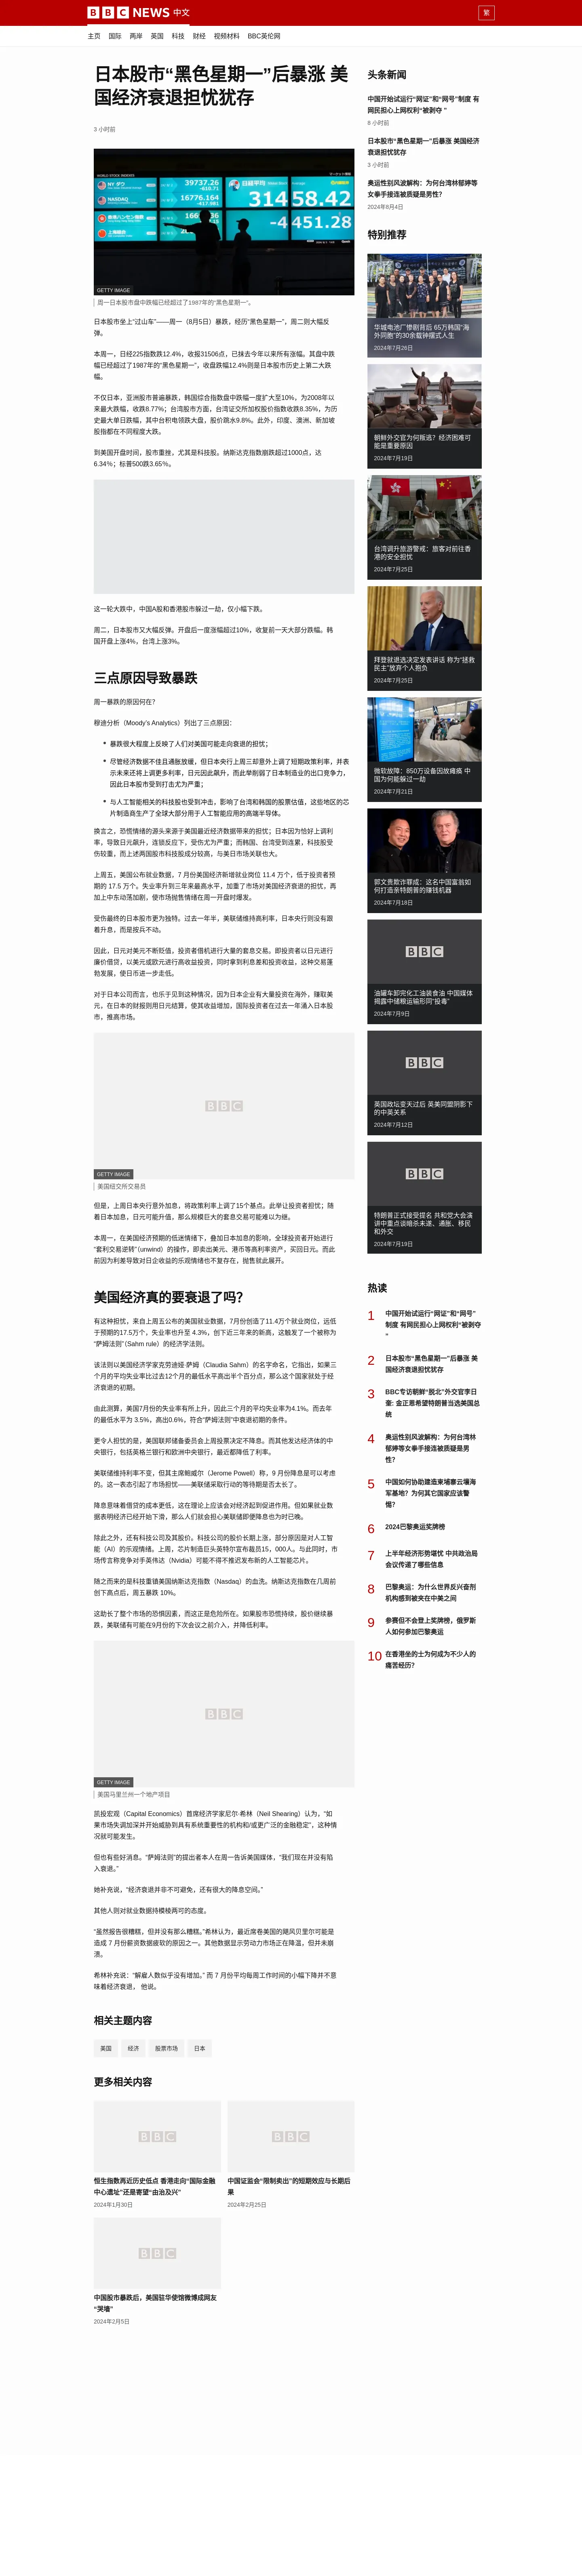 BBC NEWS 中文
繁
主页 国际 两岸 英国 科技 财经 视频材料 BBC英伦网
日本股市“黑色星期一”后暴涨 美
国经济衰退担忧犹存
3 小时前
WORLD STOCK INVESTORS
NY ダウ 39737.26
-610.71
NASDAQ 16776.164
-417.981
香港ハンセン指数
上海総合指数
日経平均 31458.42
4451.28
GETTY IMAGE
周一日本股市盘中跌幅已经超过了1987年的“黑色星期一”。
日本股市坐上“过山车”——周一（8月5日）暴跌，经历“黑色星期一”，周二则大幅反
弹。
本周一，日经225指数跌12.4%，收报31506点，已抹去今年以来所有涨幅。其盘中跌
幅已经超过了1987年的“黑色星期一”，收盘跌幅12.4%则是日本股市历史上第二大跌
幅。
不仅日本，亚洲股市普遍暴跌，韩国综合指数盘中跌幅一度扩大至10%，为2008年以
来最大跌幅，收跌8.77%；台湾股市方面，台湾证交所加权股价指数收跌8.35%，为历
史最大单日跌幅，其中台积电领跌大盘，股价跳水9.8%。此外，印度、澳洲、新加坡
股指都在不同程度大跌。
到美国开盘时间，股市重挫，尤其是科技股。纳斯达克指数崩跌超过1000点，达
6.34%；标普500跌3.65％。
这一轮大跌中，中国A股和香港股市躲过一劫，仅小幅下跌。
周二，日本股市又大幅反弹。开盘后一度涨幅超过10%，收复前一天大部分跌幅。韩
国开盘上涨4%，台湾上涨3%。
三点原因导致暴跌
周一暴跌的原因何在？
穆迪分析（Moody's Analytics）列出了三点原因：
• 暴跌很大程度上反映了人们对美国可能走向衰退的担忧；
• 尽管经济数据不佳且通胀放缓，但日本央行上周三却意外上调了短期政策利率，并表
示未来还将上调更多利率，日元因此飙升，而此举削弱了日本制造业的出口竞争力，
因此日本股市受到打击尤为严重；
• 与人工智能相关的科技股也受到冲击，影响了台湾和韩国的股票估值，这些地区的芯
片制造商生产了全球大部分用于人工智能应用的高端半导体。
换言之，恐慌情绪的源头来源于美国最近经济数据带来的担忧；日本因为恰好上调利
率，导致日元飙升，连锁反应下，受伤尤为严重；而韩国、台湾受到连累，科技股受
伤较重，而上述两国股市科技股成分较高，与美日市场关联也大。
上周五，美国公布就业数据，7 月份美国经济新增就业岗位 11.4 万个，低于投资者预
期的 17.5 万个。失业率升到三年来最高水平，加重了市场对美国经济衰退的担忧，再
加上中东动荡加剧，使市场抛售情绪在周一开盘时爆发。
受伤最终的日本股市更为独特。过去一年半，美联储维持高利率，日本央行则没有跟
着升息，而是按兵不动。
因此，日元对美元不断贬值，投资者借机进行大量的套息交易。即投资者以日元进行
廉价借贷，以美元或欧元进行高收益投资，同时拿到利息差和投资收益，这种交易蓬
勃发展，使日币进一步走低。
对于日本公司而言，也乐于见到这种情况，因为日本企业有大量投资在海外，赚取美
元，在日本的财报则用日元结算，使其收益增加，国际投资者在过去一年涌入日本股
市，推高市场。
BBC
GETTY IMAGE
美国纽交所交易员
但是，上周日本央行意外加息，将政策利率上调了15个基点。此举让投资者担忧；随
着日本加息，日元可能升值，那么规模巨大的套息交易可能难以为继。
本周一，在美国经济预期的低迷情绪下，叠加日本加息的影响，全球投资者开始进行
“套利交易逆转”（unwind）的操作，即卖出美元、港币等高利率资产，买回日元。而此
前因为利差导致对日企收益的乐观情绪也不复存在，抛售就此展开。
美国经济真的要衰退了吗？
有这种担忧，来自上周五公布的美国就业数据，7月份创造了11.4万个就业岗位，远低
于预期的17.5万个，失业率也升至 4.3%，创下近三年来的新高，这触发了一个被称为
“萨姆法则”（Sahm rule）的经济学法则。
该法则以美国经济学家克劳迪娅·萨姆（Claudia Sahm）的名字命名，它指出，如果三
个月的平均失业率比过去12个月的最低水平高出半个百分点，那么这个国家就处于经
济衰退的初期。
由此测算，美国7月份的失业率有所上升，因此三个月的平均失业率为4.1%。而去年
的最低水平为 3.5%，高出0.6%，符合“萨姆法则”中衰退初期的条件。
更令人担忧的是，美国联邦储备委员会上周投票决定不降息。而其他发达经济体的中
央银行，包括英格兰银行和欧洲中央银行，最近都降低了利率。
美联储维持利率不变，但其主席鲍威尔（Jerome Powell）称，9 月份降息是可以考虑
的。这一表态引起了市场担忧——美联储采取行动的等待期是否太长了。
降息意味着借贷的成本更低，这在理论上应该会对经济起到促进作用。但如果就业数
据表明经济已经开始下滑，那么人们就会担心美联储即便降息也为时已晚。
除此之外，还有科技公司及其股价。科技公司的股价长期上涨，部分原因是对人工智
能（AI）的乐观情绪。上周，芯片制造巨头英特尔宣布裁员15，000人。与此同时，市
场传言称竞争对手英伟达（Nvidia）可能不得不推迟发布新的人工智能芯片。
随之而来的是科技重镇美国纳斯达克指数（Nasdaq）的血洗。纳斯达克指数在几周前
创下高点后，周五暴跌 10%。
这助长了整个市场的恐惧因素，而这正是危险所在。如果股市恐慌持续，股价继续暴
跌，美联储有可能在9月份的下次会议之前介入，并降低利率。
BBC
GETTY IMAGE
美国马里兰州一个地产项目
凯投宏观（Capital Economics）首席经济学家尼尔·希林（Neil Shearing）认为，“如
果市场失调加深并开始威胁到具有系统重要性的机构和/或更广泛的金融稳定”，这种情
况就可能发生。
但也有些好消息。“萨姆法则”的提出者本人在周一告诉美国媒体，“我们现在并没有陷
入衰退。”
她补充说，“经济衰退并非不可避免，还有很大的降息空间。”
其他人则对就业数据持模棱两可的态度。
“虽然报告很糟糕，但并没有那么糟糕。”希林认为，最近席卷美国的飓风贝里尔可能是
造成 7 月份薪资数据疲软的原因之一。其他数据显示劳动力市场正在降温，但并未崩
溃。
希林补充说：“解雇人数似乎没有增加。” 而 7 月份平均每周工作时间的小幅下降并不意
味着经济衰退， 他说。
相关主题内容
美国 经济 股票市场 日本
更多相关内容
BBC
恒生指数再近历史低点 香港走向“国际金融
中心遗址”还是寄望“由治及兴”
2024年1月30日
BBC
中国证监会“限制卖出”的短期效应与长期后
果
2024年2月25日
BBC
中国股市暴跌后，美国驻华使馆微博成网友
“哭墙”
2024年2月5日
头条新闻
中国开始试运行“网证”和“网号”制度 有
网民担心上网权利“被剥夺 ”
8 小时前
日本股市“黑色星期一”后暴涨 美国经济
衰退担忧犹存
3 小时前
奥运性别风波解构：为何台湾林郁婷等
女拳手接连被质疑是男性？
2024年8月4日
特别推荐
华城电池厂惨剧背后 65万韩国“海
外同胞”的30余载钟摆式人生
2024年7月26日
朝鲜外交官为何叛逃？经济困难可
能是重要原因
2024年7月19日
台湾调升旅游警戒：旅客对前往香
港的安全担忧
2024年7月25日
拜登就退选决定发表讲话 称为“拯救
民主”放弃个人抱负
2024年7月25日
微软故障：850万设备因故瘫痪 中
国为何能躲过一劫
2024年7月21日
郭文贵欺诈罪成：这名中国富翁如
何打造亲特朗普的赚钱机器
2024年7月18日
BBC
油罐车卸完化工油装食油 中国媒体
揭露中储粮运输形同“投毒”
2024年7月9日
BBC
英国政坛变天过后 英美同盟阴影下
的中英关系
2024年7月12日
BBC
特朗普正式接受提名 共和党大会演
讲中重点谈暗杀未遂、通胀、移民
和外交
2024年7月19日
热读
1 中国开始试运行“网证”和“网号”
制度 有网民担心上网权利“被剥夺
”
2 日本股市“黑色星期一”后暴涨 美
国经济衰退担忧犹存
3 BBC专访朝鲜“脱北”外交官李日
奎: 金正恩希望特朗普当选美国总
统
4 奥运性别风波解构：为何台湾林
郁婷等女拳手接连被质疑是男
性？
5 中国如何协助建造柬埔寨云壤海
军基地？为何其它国家应该警
惕？
6 2024巴黎奥运奖牌榜
7 上半年经济形势堪忧 中共政治局
会议传递了哪些信息
8 巴黎奥运：为什么世界反兴奋剂
机构感到被夹在中美之间
9 参赛但不会登上奖牌榜，俄罗斯
人如何参加巴黎奥运
10 在香港坐的士为何成为不少人的
痛苦经历？